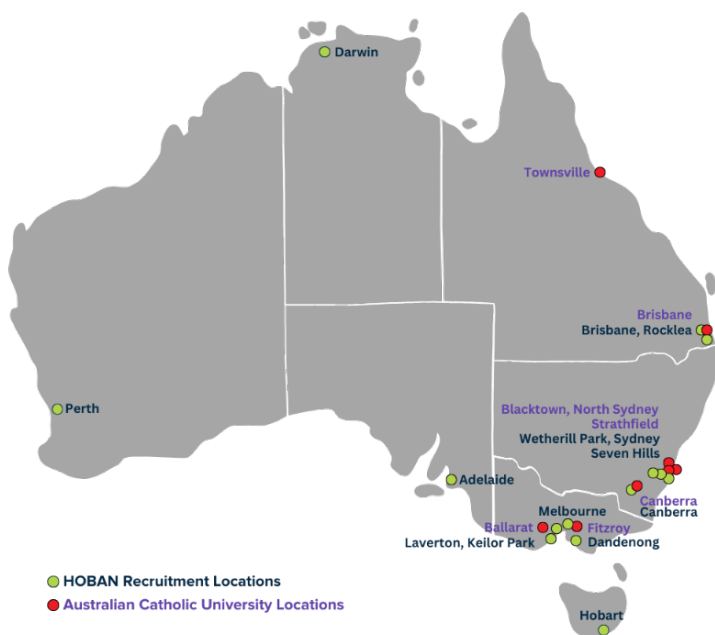 Darwin
Townsville
Brisbane
Brisbane, Rocklea
Perth
Blacktown, North Sydney
Strathfield
Wetherill Park, Sydney
Seven Hills
Adelaide
Canberra
Canberra
Melbourne
Ballarat
Fitzroy
Laverton, Keilor Park
Dandenong
HOBAN Recruitment Locations
Australian Catholic University Locations
Hobart